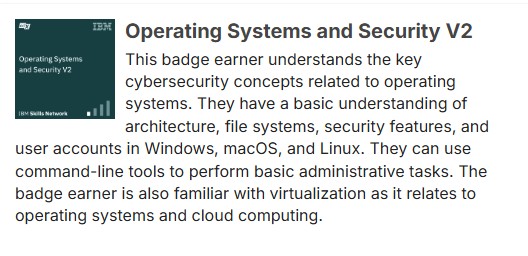 IBM
Operating Systems
and Security V2
IBM Skills Network
Operating Systems and Security V2
This badge earner understands the key
cybersecurity concepts related to operating
systems. They have a basic understanding of
architecture, file systems, security features, and
user accounts in Windows, macOS, and Linux. They can use
command-line tools to perform basic administrative tasks. The
badge earner is also familiar with virtualization as it relates to
operating systems and cloud computing.